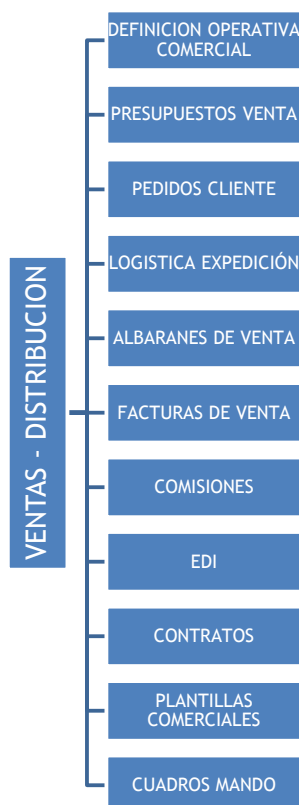 VENTAS - DISTRIBUCION
DEFINICION OPERATIVA
COMERCIAL
PRESUPUESTOS VENTA
PEDIDOS CLIENTE
LOGISTICA EXPEDICIÓN
ALBARANES DE VENTA
FACTURAS DE VENTA
COMISIONES
EDI
CONTRATOS
PLANTILLAS
COMERCIALES
CUADROS MANDO